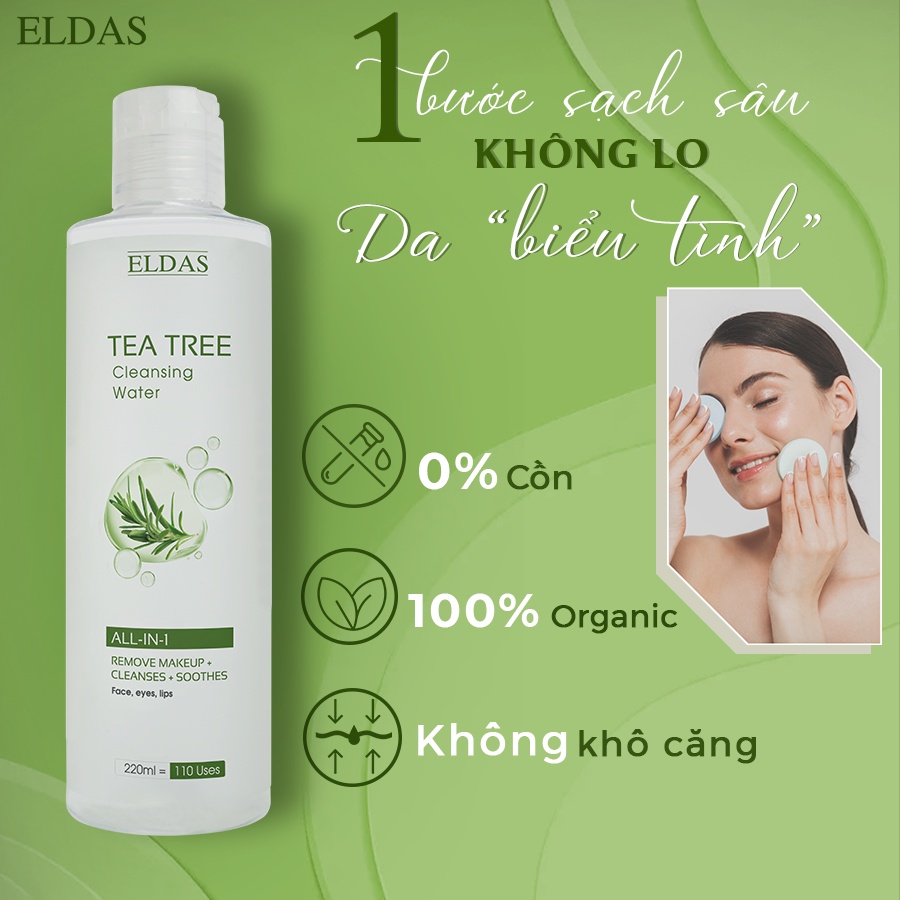 ELDAS
1 bước sạch sâu
KHÔNG LO
Da “biểu tình”
ELDAS
TEA TREE
Cleansing
Water
ALL-IN-1
REMOVE MAKEUP +
CLEANSES + SOOTHES
Face, eyes, lips
220ml = 110 Uses
0% Cồn
100% Organic
Không khô căng